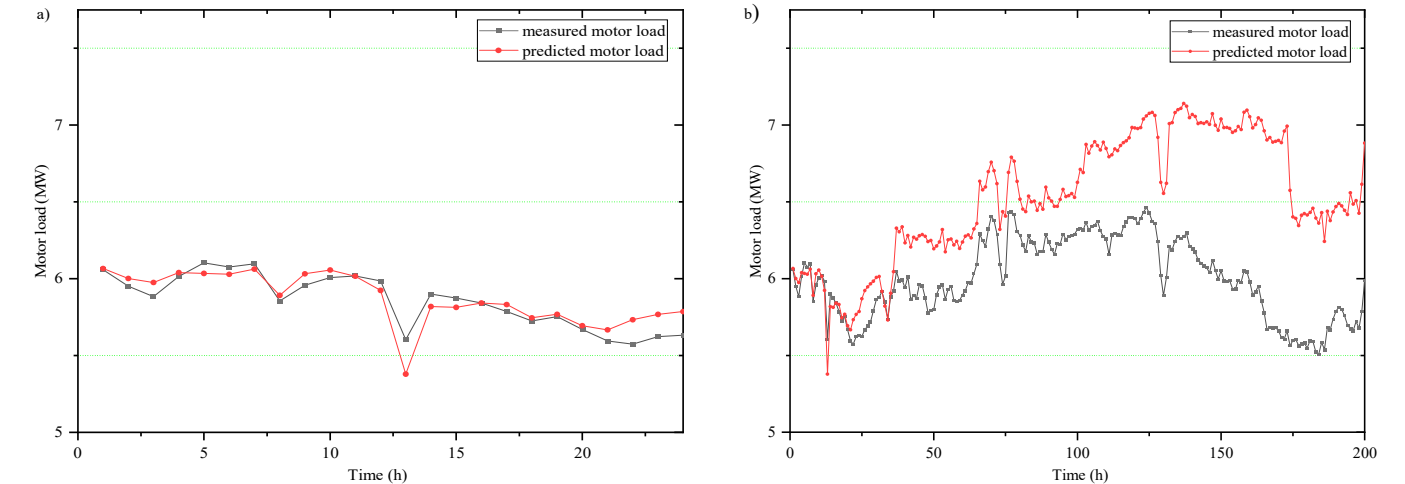 a)
measured motor load
predicted motor load
Motor load (MW)
7
6
5
0
5
10
15
20
Time (h)
b)
measured motor load
predicted motor load
Motor load (MW)
7
6
5
0
50
100
150
200
Time (h)